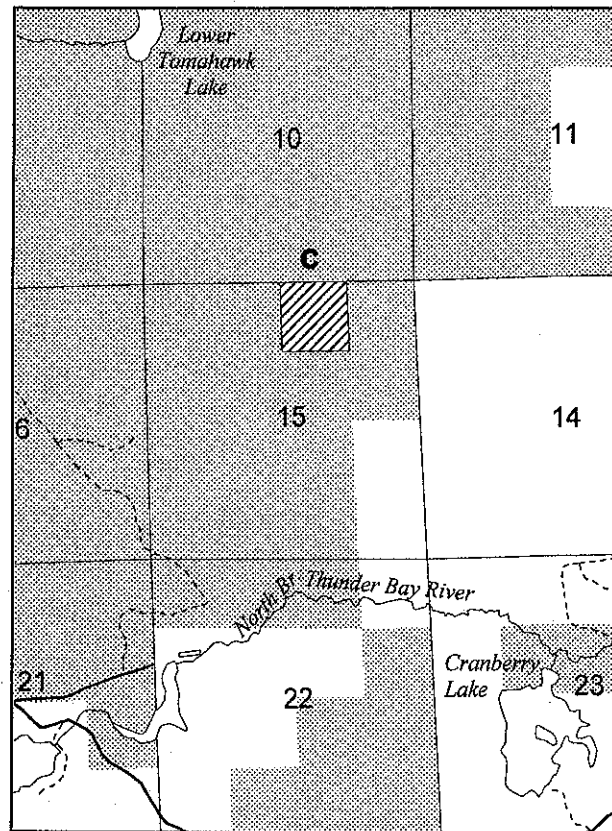 Lower
Tomahawk
Lake
10
11
C
6
15
14
North Br. Thunder Bay River
Cranberry
Lake
21
22
23